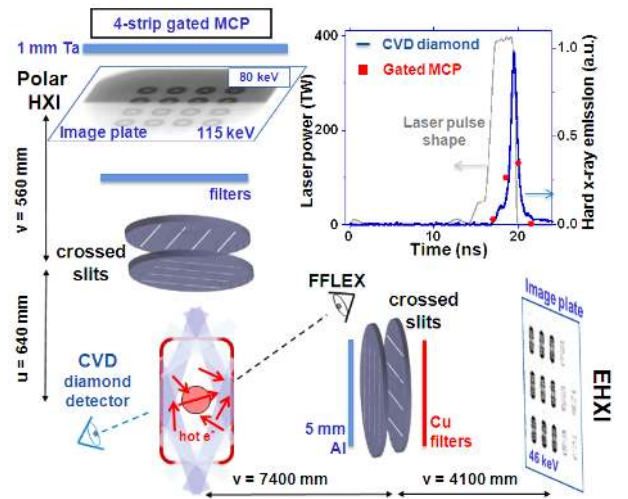 4-strip gated MCP
1 mm Ta
Polar
HXI
80 keV
Image plate
115 keV
v = 560 mm
filters
crossed
slits
u = 640 mm
CVD
diamond
detector
hot e-
FFLEX
crossed
slits
5 mm
Al
Cu
filters
v = 7400 mm
v = 4100 mm
Image plate
46 keV
EHXI
400
200
0
Laser power (TW)
CVD diamond
Gated MCP
Laser pulse
shape
1.0
0.5
0.0
Hard x-ray emission (a.u.)
0
10
20
Time (ns)